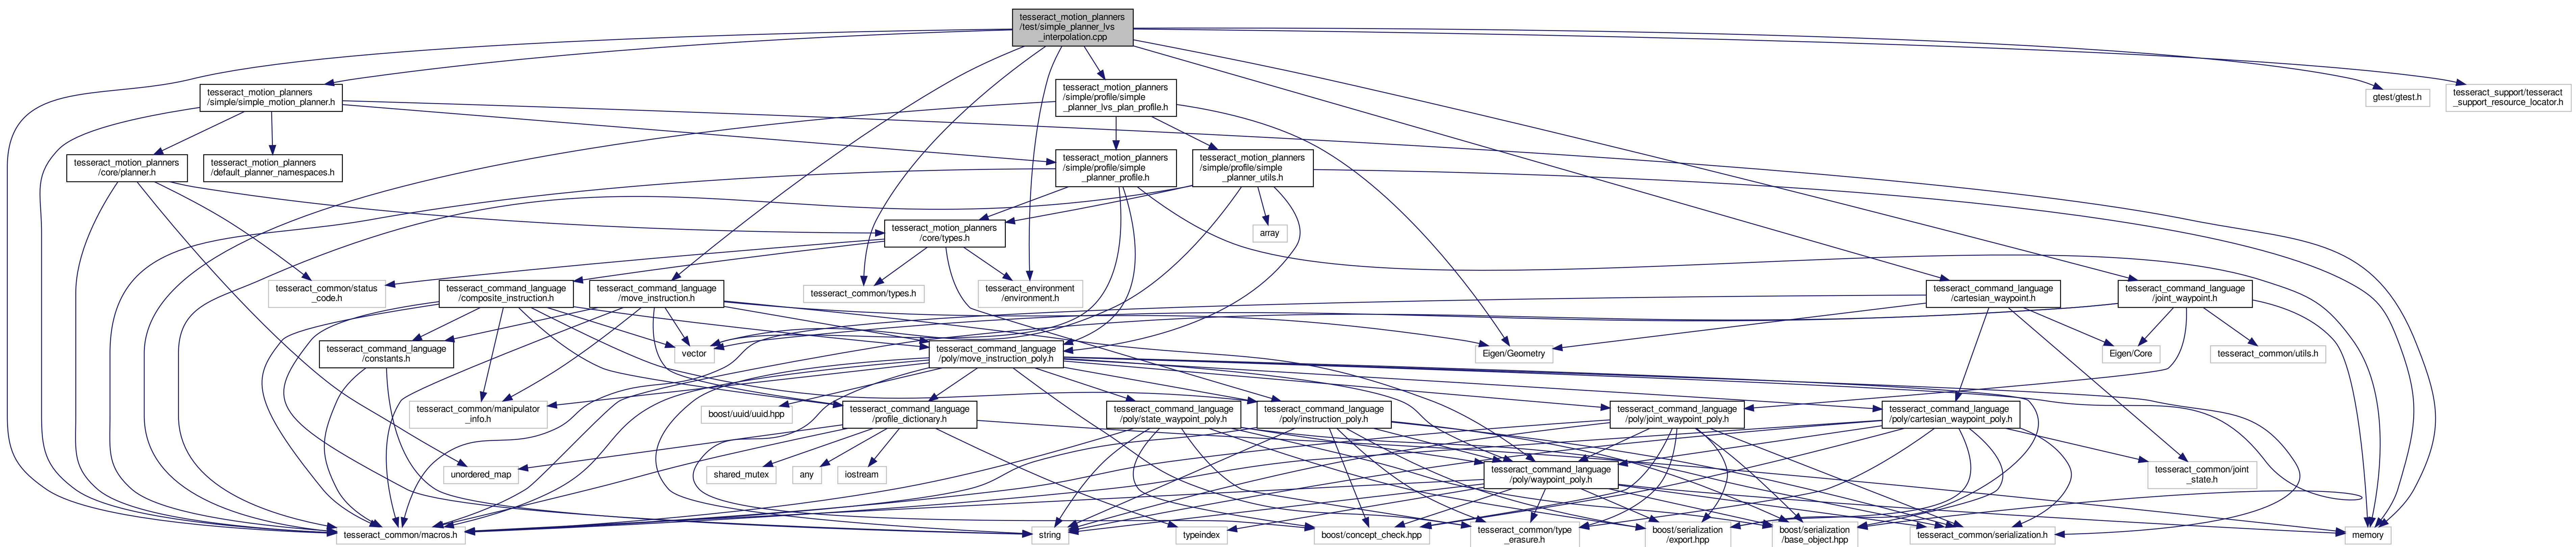 tesseract_motion_planners
/test/simple_planner_lvs
_interpolation.cpp
tesseract_motion_planners
/simple/simple_motion_planner.h
tesseract_motion_planners
/simple/profile/simple
_planner_lvs_plan_profile.h
gtest/gtest.h
tesseract_support/tesseract
_support_resource_locator.h
tesseract_motion_planners
/core/planner.h
tesseract_motion_planners
/default_planner_namespaces.h
tesseract_motion_planners
/simple/profile/simple
_planner_profile.h
tesseract_motion_planners
/simple/profile/simple
_planner_utils.h
tesseract_motion_planners
/core/types.h
array
tesseract_common/status
_code.h
tesseract_command_language
/composite_instruction.h
tesseract_command_language
/move_instruction.h
tesseract_common/types.h
tesseract_environment
/environment.h
tesseract_command_language
/cartesian_waypoint.h
tesseract_command_language
/joint_waypoint.h
tesseract_command_language
/constants.h
vector
tesseract_command_language
/poly/move_instruction_poly.h
Eigen/Geometry
Eigen/Core
tesseract_common/utils.h
tesseract_common/manipulator
_info.h
boost/uuid/uuid.hpp
tesseract_command_language
/profile_dictionary.h
tesseract_command_language
/poly/state_waypoint_poly.h
tesseract_command_language
/poly/instruction_poly.h
tesseract_command_language
/poly/joint_waypoint_poly.h
tesseract_command_language
/poly/cartesian_waypoint_poly.h
unordered_map
shared_mutex
any
iostream
tesseract_command_language
/poly/waypoint_poly.h
tesseract_common/joint
_state.h
tesseract_common/macros.h
string
typeindex
boost/concept_check.hpp
tesseract_common/type
_erasure.h
boost/serialization
/export.hpp
boost/serialization
/base_object.hpp
tesseract_common/serialization.h
memory